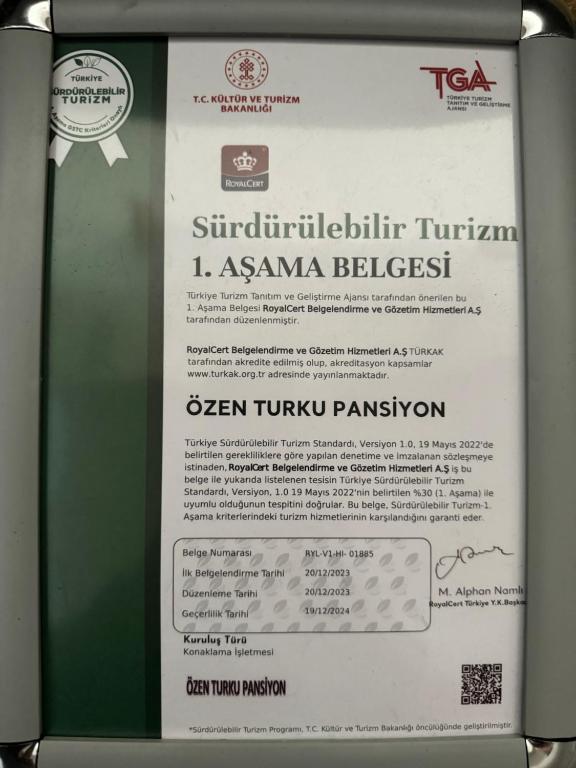 TÜRKİYE
SÜRDÜRÜLEBİLİR
TURİZM
1. Aşama GSTC Kriterleri Onaylı
T.C. KÜLTÜR VE TURİZM
BAKANLIĞI
TGA
TÜRKİYE TURİZM
TANITIM VE GELİŞTİRME
AJANSI
ROYALCERT
Sürdürülebilir Turizm
1. AŞAMA BELGESİ
Türkiye Turizm Tanıtım ve Geliştirme Ajansı tarafından önerilen bu
1. Aşama Belgesi RoyalCert Belgelendirme ve Gözetim Hizmetleri A.Ş
tarafından düzenlenmiştir.
RoyalCert Belgelendirme ve Gözetim Hizmetleri A.Ş TÜRKAK
tarafından akredite edilmiş olup, akreditasyon kapsamlar
www.turkak.org.tr adresinde yayınlanmaktadır.
ÖZEN TURKU PANSİYON
Türkiye Sürdürülebilir Turizm Standardı, Versiyon 1.0, 19 Mayıs 2022'de
belirtilen gerekliliklere göre yapılan denetime ve imzalanan sözleşmeye
istinaden, RoyalCert Belgelendirme ve Gözetim Hizmetleri A.Ş iş bu
belge ile yukarıda listelenen tesisin Türkiye Sürdürülebilir Turizm
Standardı, Versiyon, 1.0 19 Mayıs 2022'nin belirtilen %30 (1. Aşama) ile
uyumlu olduğunun tespitini doğrular. Bu belge, Sürdürülebilir Turizm-1.
Aşama kriterlerindeki turizm hizmetlerinin karşılandığını garanti eder.
Belge Numarası RYL-V1-HI- 01885
İlk Belgelendirme Tarihi 20/12/2023
Düzenleme Tarihi 20/12/2023
Geçerlilik Tarihi 19/12/2024
M. Alphan Namlı
RoyalCert Türkiye Y.K.Başka
Kuruluş Türü
Konaklama İşletmesi
ÖZEN TURKU PANSİYON
*Sürdürülebilir Turizm Programı, T.C. Kültür ve Turizm Bakanlığı öncülüğünde geliştirilmiştir.